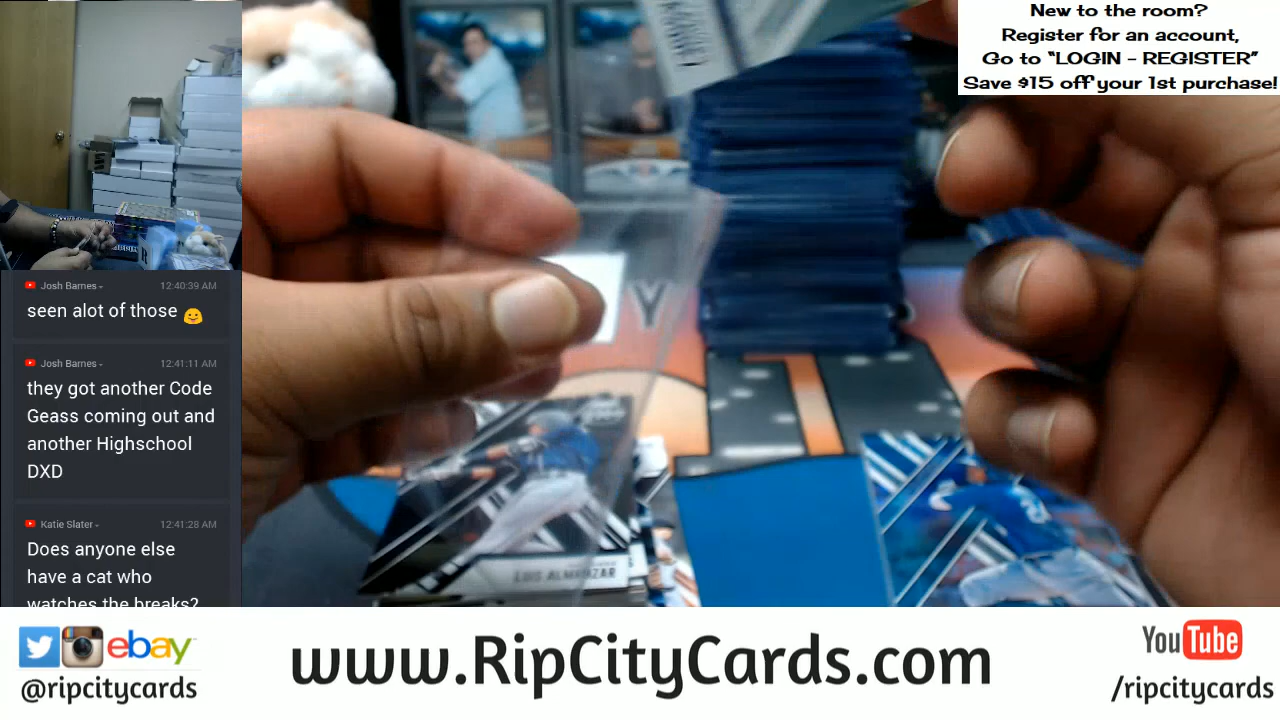 New to the room?
Register for an account,
Go to "LOGIN - REGISTER"
Save $15 off your 1st purchase!
Josh Barnes 12:40:39 AM
seen alot of those
Josh Barnes 12:41:11 AM
they got another Code
Geass coming out and
another Highschool
DXD
Katie Slater 12:41:28 AM
Does anyone else
have a cat who
watches the breaks?
Y
LUIS ALMANZAR
ebay
@ripcitycards
www.RipCityCards.com
YouTube
/ripcitycards